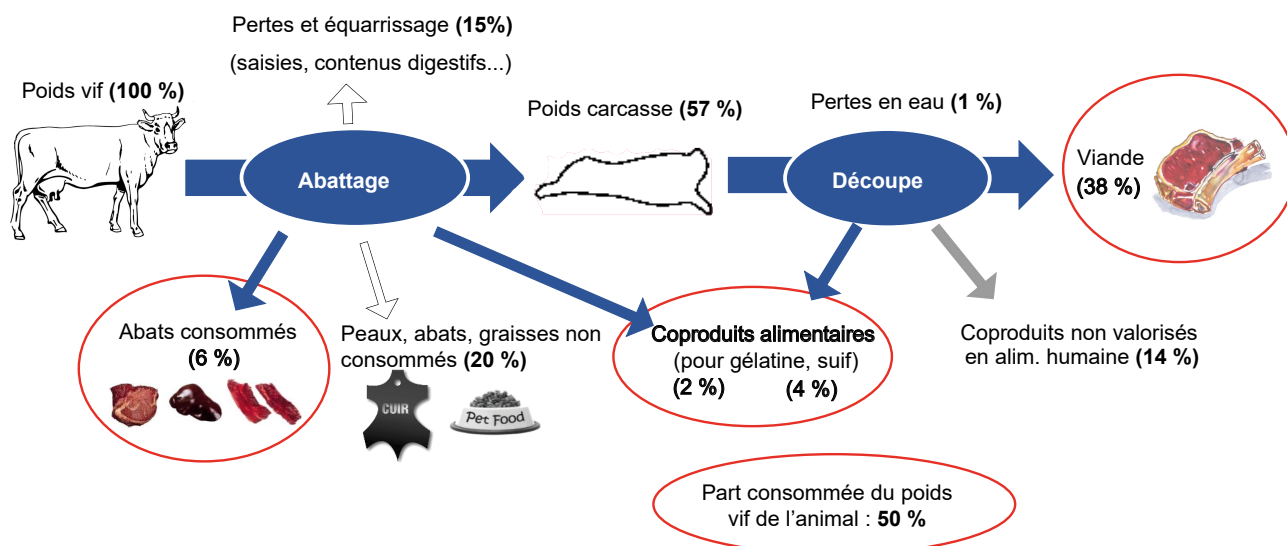 Pertes et équarrissage (15%)
(saisies, contenus digestifs...)
Poids vif (100 %)
Poids carcasse (57 %)
Pertes en eau (1 %)
Abattage
Découpe
Viande
(38 %)
Abats consommés
(6 %)
Peaux, abats, graisses non
consommés (20 %)
CUIR
Pet Food
Coproduits alimentaires
(pour gélatine, suif)
(2 %) (4 %)
Coproduits non valorisés
en alim. humaine (14 %)
Part consommée du poids
vif de l’animal : 50 %